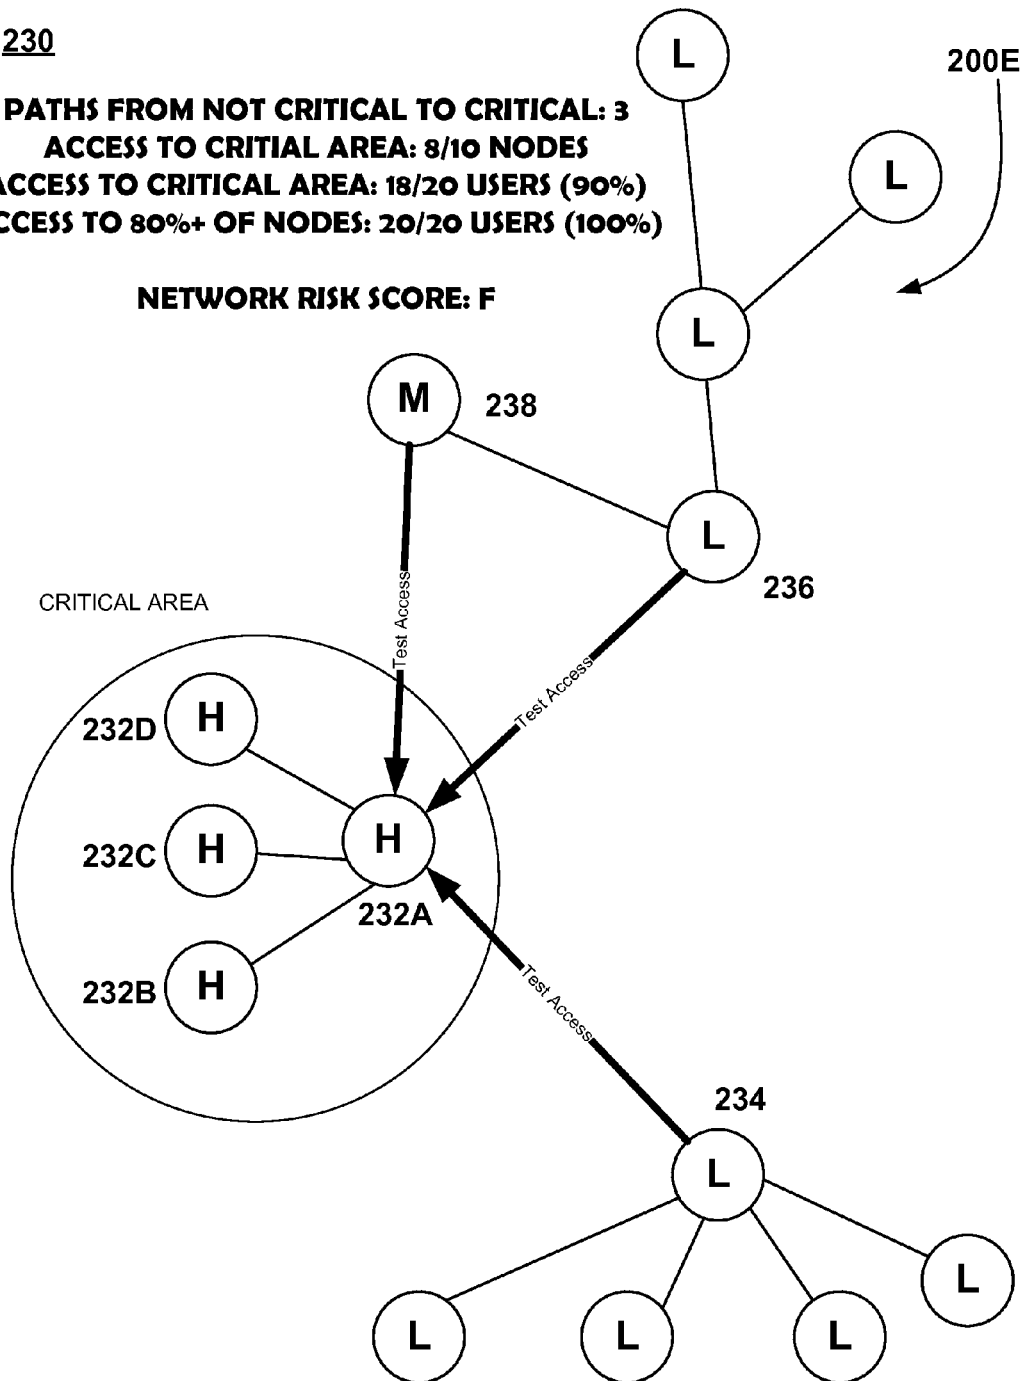 230
200E
PATHS FROM NOT CRITICAL TO CRITICAL: 3
ACCESS TO CRITIAL AREA: 8/10 NODES
ACCESS TO CRITICAL AREA: 18/20 USERS (90%)
CCESS TO 80%+ OF NODES: 20/20 USERS (100%)
NETWORK RISK SCORE: F
L
L
L
M
238
L
236
Test Access
Test Access
CRITICAL AREA
232D
H
232C
H
H
232A
232B
H
Test Access
234
L
L
L
L
L